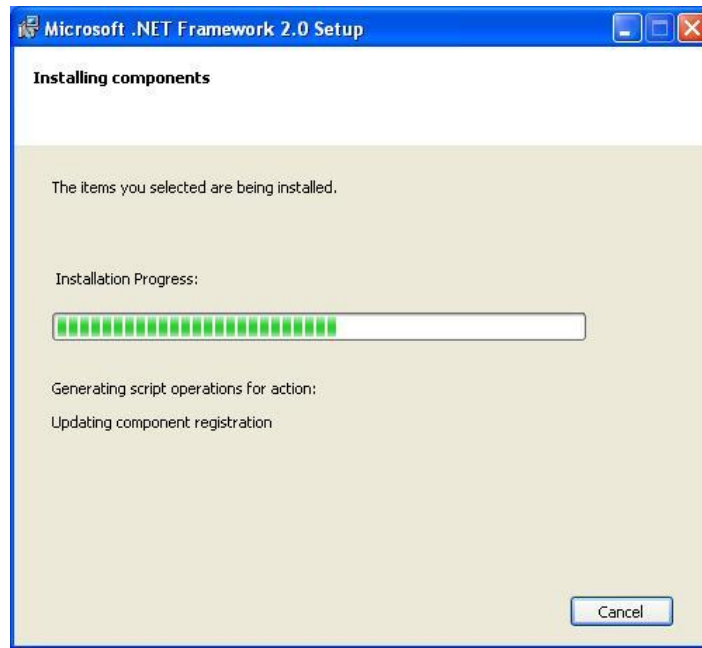 Microsoft .NET Framework 2.0 Setup
Installing components
The items you selected are being installed.
Installation Progress:
Generating script operations for action:
Updating component registration
Cancel